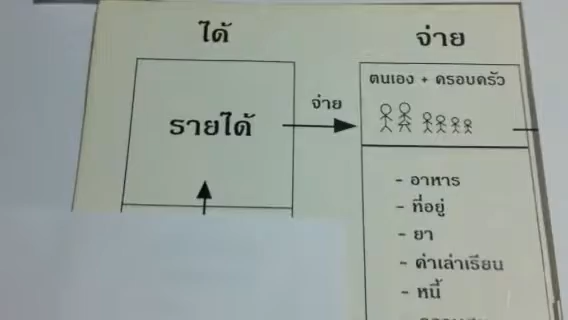 ได้
จ่าย
รายได้
จ่าย
ตนเอง + ครอบครัว
- อาหาร
- ที่อยู่
- ยา
- ค่าเล่าเรียน
- หนี้